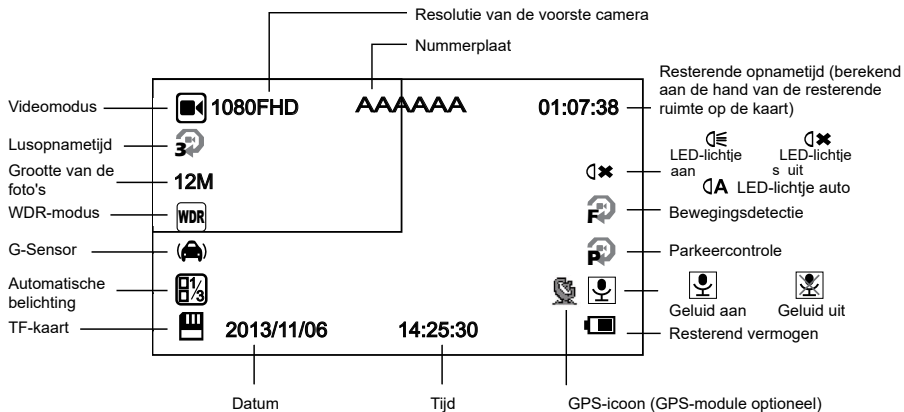 Resolutie van de voorste camera
Nummerplaat
Resterende opnametijd (berekend
aan de hand van de resterende
ruimte op de kaart)
Videomodus
1080FHD
AAAAAA
01:07:38
Lusopnametijd
3
LED-lichtje
aan
LED-lichtje
s uit
A LED-lichtje auto
Grootte van de
foto's
12M
WDR-modus
WDR
F
Bewegingsdetectie
G-Sensor
P
Parkeercontrole
Automatische
belichting
1/3
Geluid aan
Geluid uit
TF-kaart
2013/11/06
14:25:30
Resterend vermogen
Datum
Tijd
GPS-icoon (GPS-module optioneel)